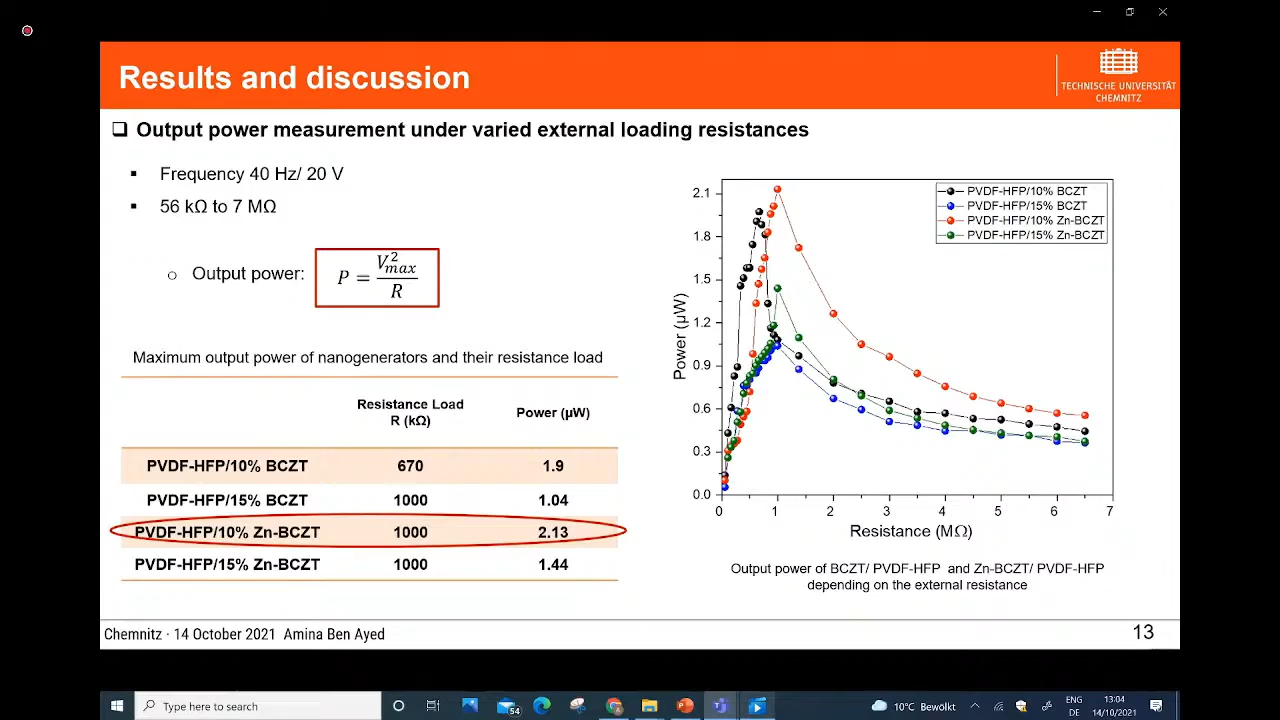 Results and discussion
TECHNISCHE UNIVERSITÄT
CHEMNITZ
Output power measurement under varied external loading resistances
Frequency 40 Hz/ 20 V
56 kΩ to 7 MΩ
Output power: P = V²max / R
Maximum output power of nanogenerators and their resistance load
Resistance Load
R (kΩ)
Power (µW)
PVDF-HFP/10% BCZT 670 1.9
PVDF-HFP/15% BCZT 1000 1.04
PVDF-HFP/10% Zn-BCZT 1000 2.13
PVDF-HFP/15% Zn-BCZT 1000 1.44
PVDF-HFP/10% BCZT
PVDF-HFP/15% BCZT
PVDF-HFP/10% Zn-BCZT
PVDF-HFP/15% Zn-BCZT
Power (µW)
2.1
1.8
1.5
1.2
0.9
0.6
0.3
0.0
0 1 2 3 4 5 6 7
Resistance (MΩ)
Output power of BCZT/ PVDF-HFP and Zn-BCZT/ PVDF-HFP
depending on the external resistance
Chemnitz · 14 October 2021 Amina Ben Ayed
13
Type here to search
54
10°C Bewölkt
ENG
DE
13:04
14/10/2021